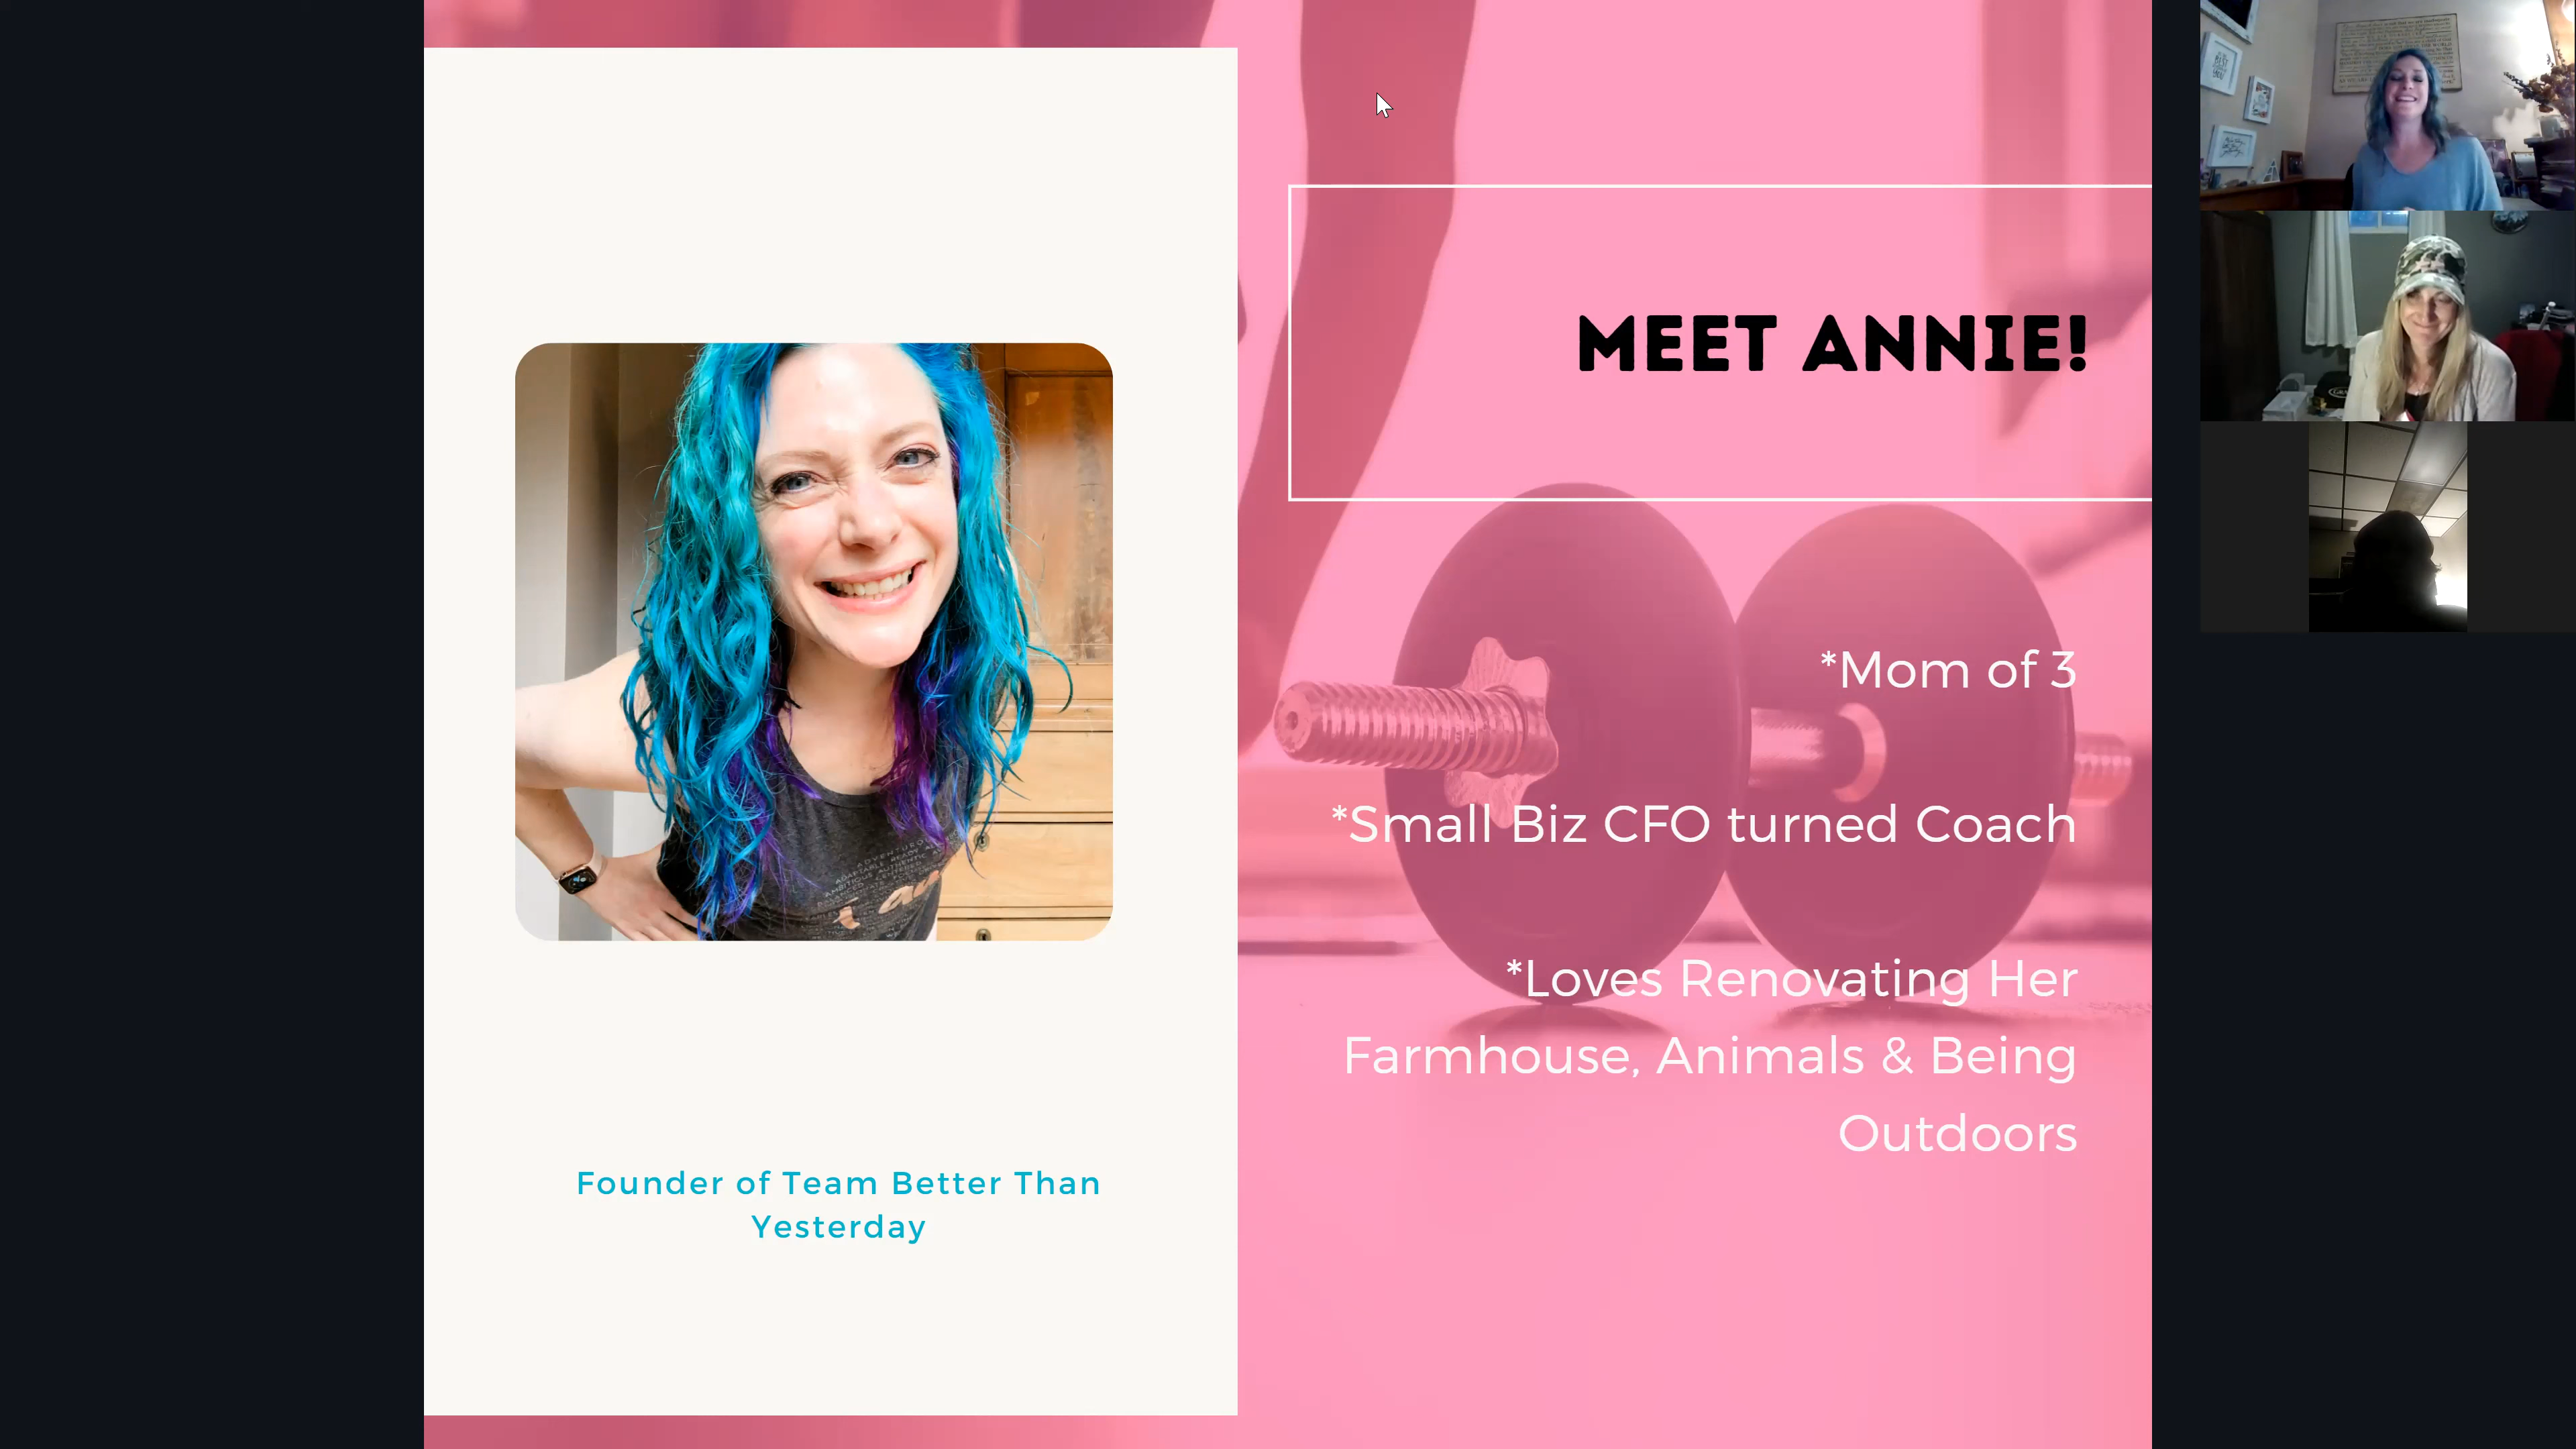 MEET ANNIE!
*Mom of 3
*Small Biz CFO turned Coach
*Loves Renovating Her
Farmhouse, Animals & Being
Outdoors
Founder of Team Better Than
Yesterday